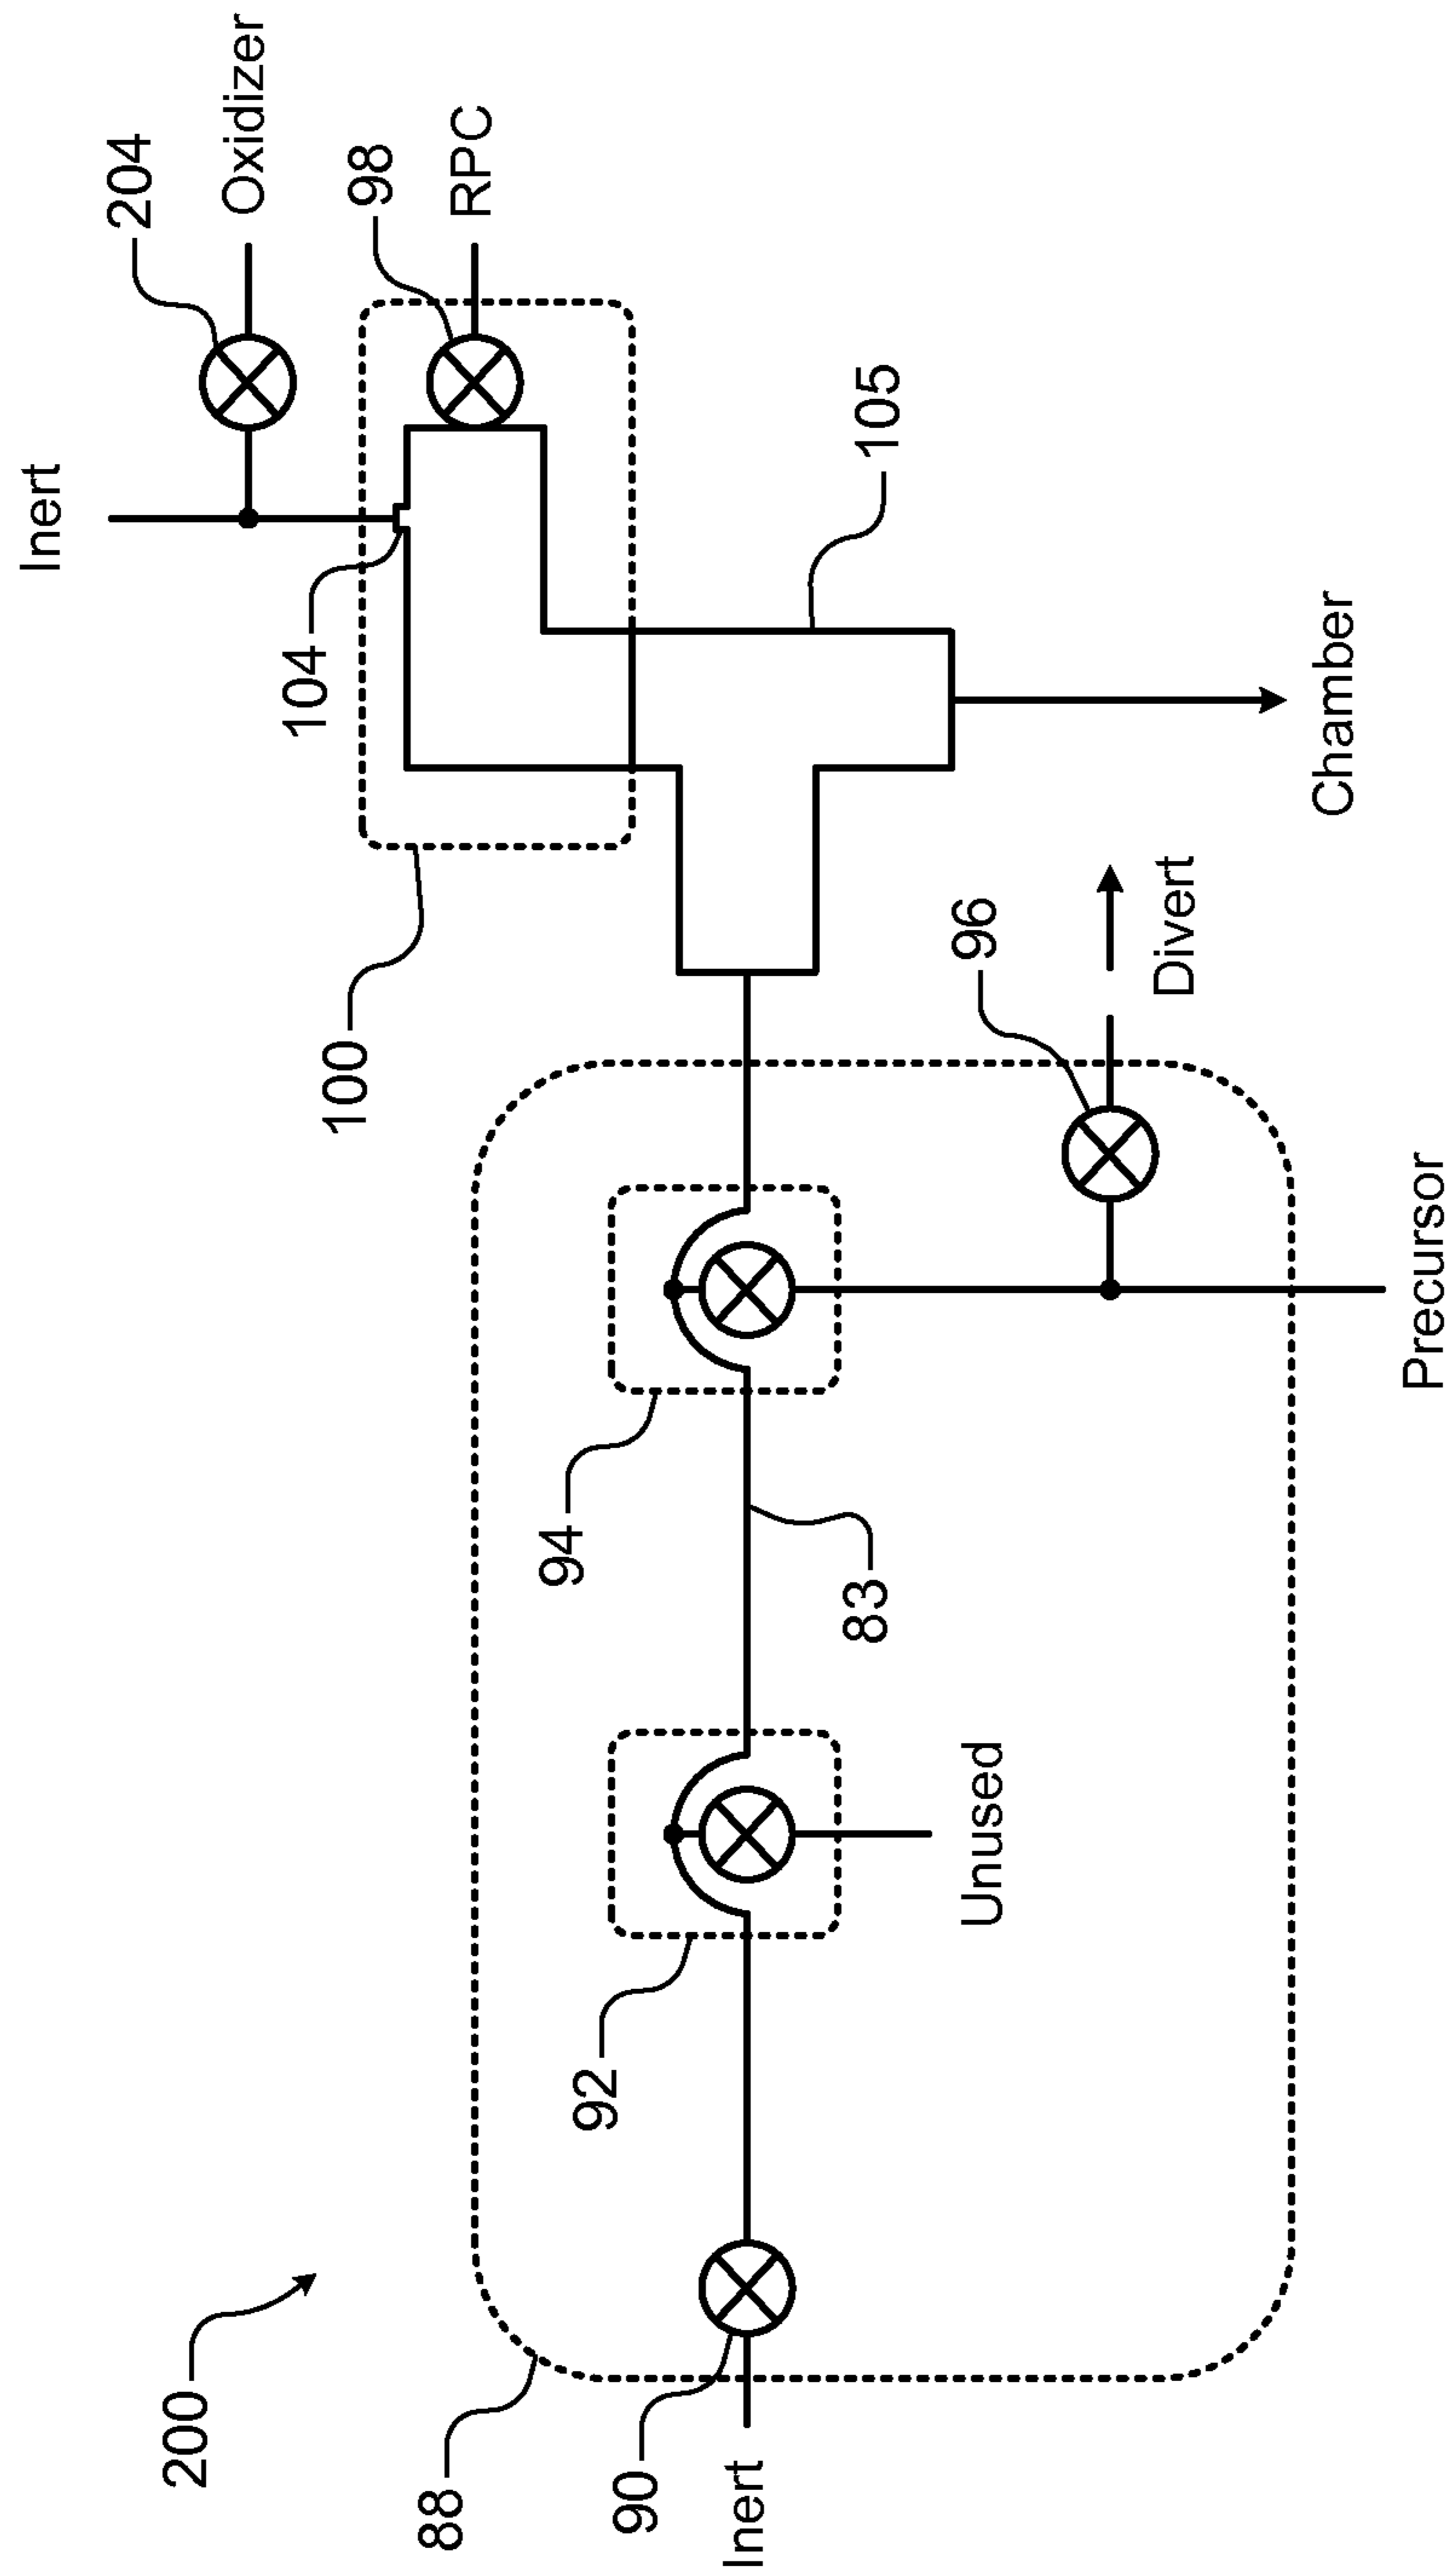 200
Inert
204
Oxidizer
104
98
RPC
100
105
88
94
92
96
83
Divert
Chamber
90
Inert
Unused
Precursor